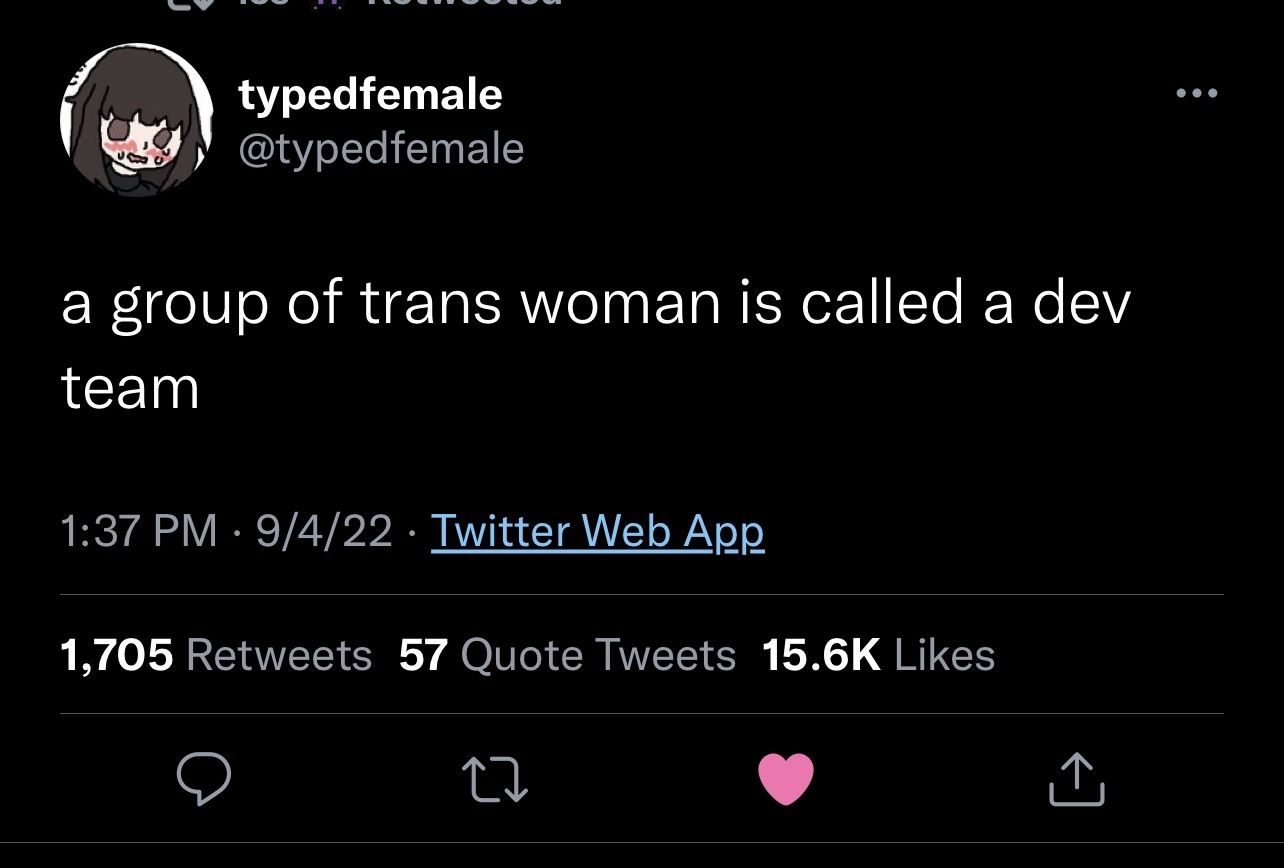 Retweeted
typedfemale
@typedfemale
a group of trans woman is called a dev
team
1:37 PM · 9/4/22 · Twitter Web App
1,705 Retweets 57 Quote Tweets 15.6K Likes